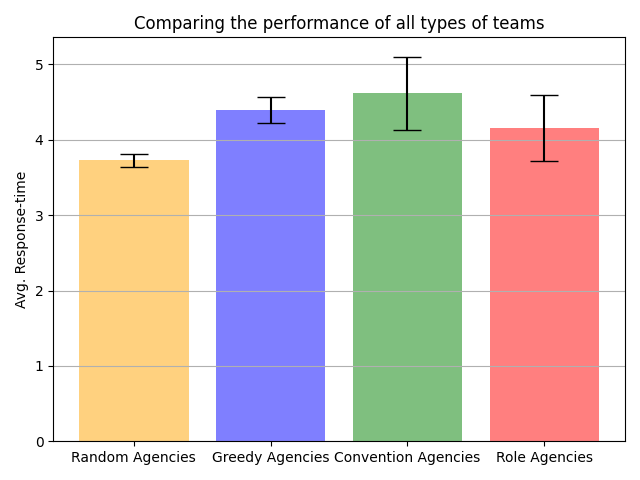 Comparing the performance of all types of teams
Avg. Response-time
5
4
3
2
1
0
Random Agencies
Greedy Agencies
Convention Agencies
Role Agencies